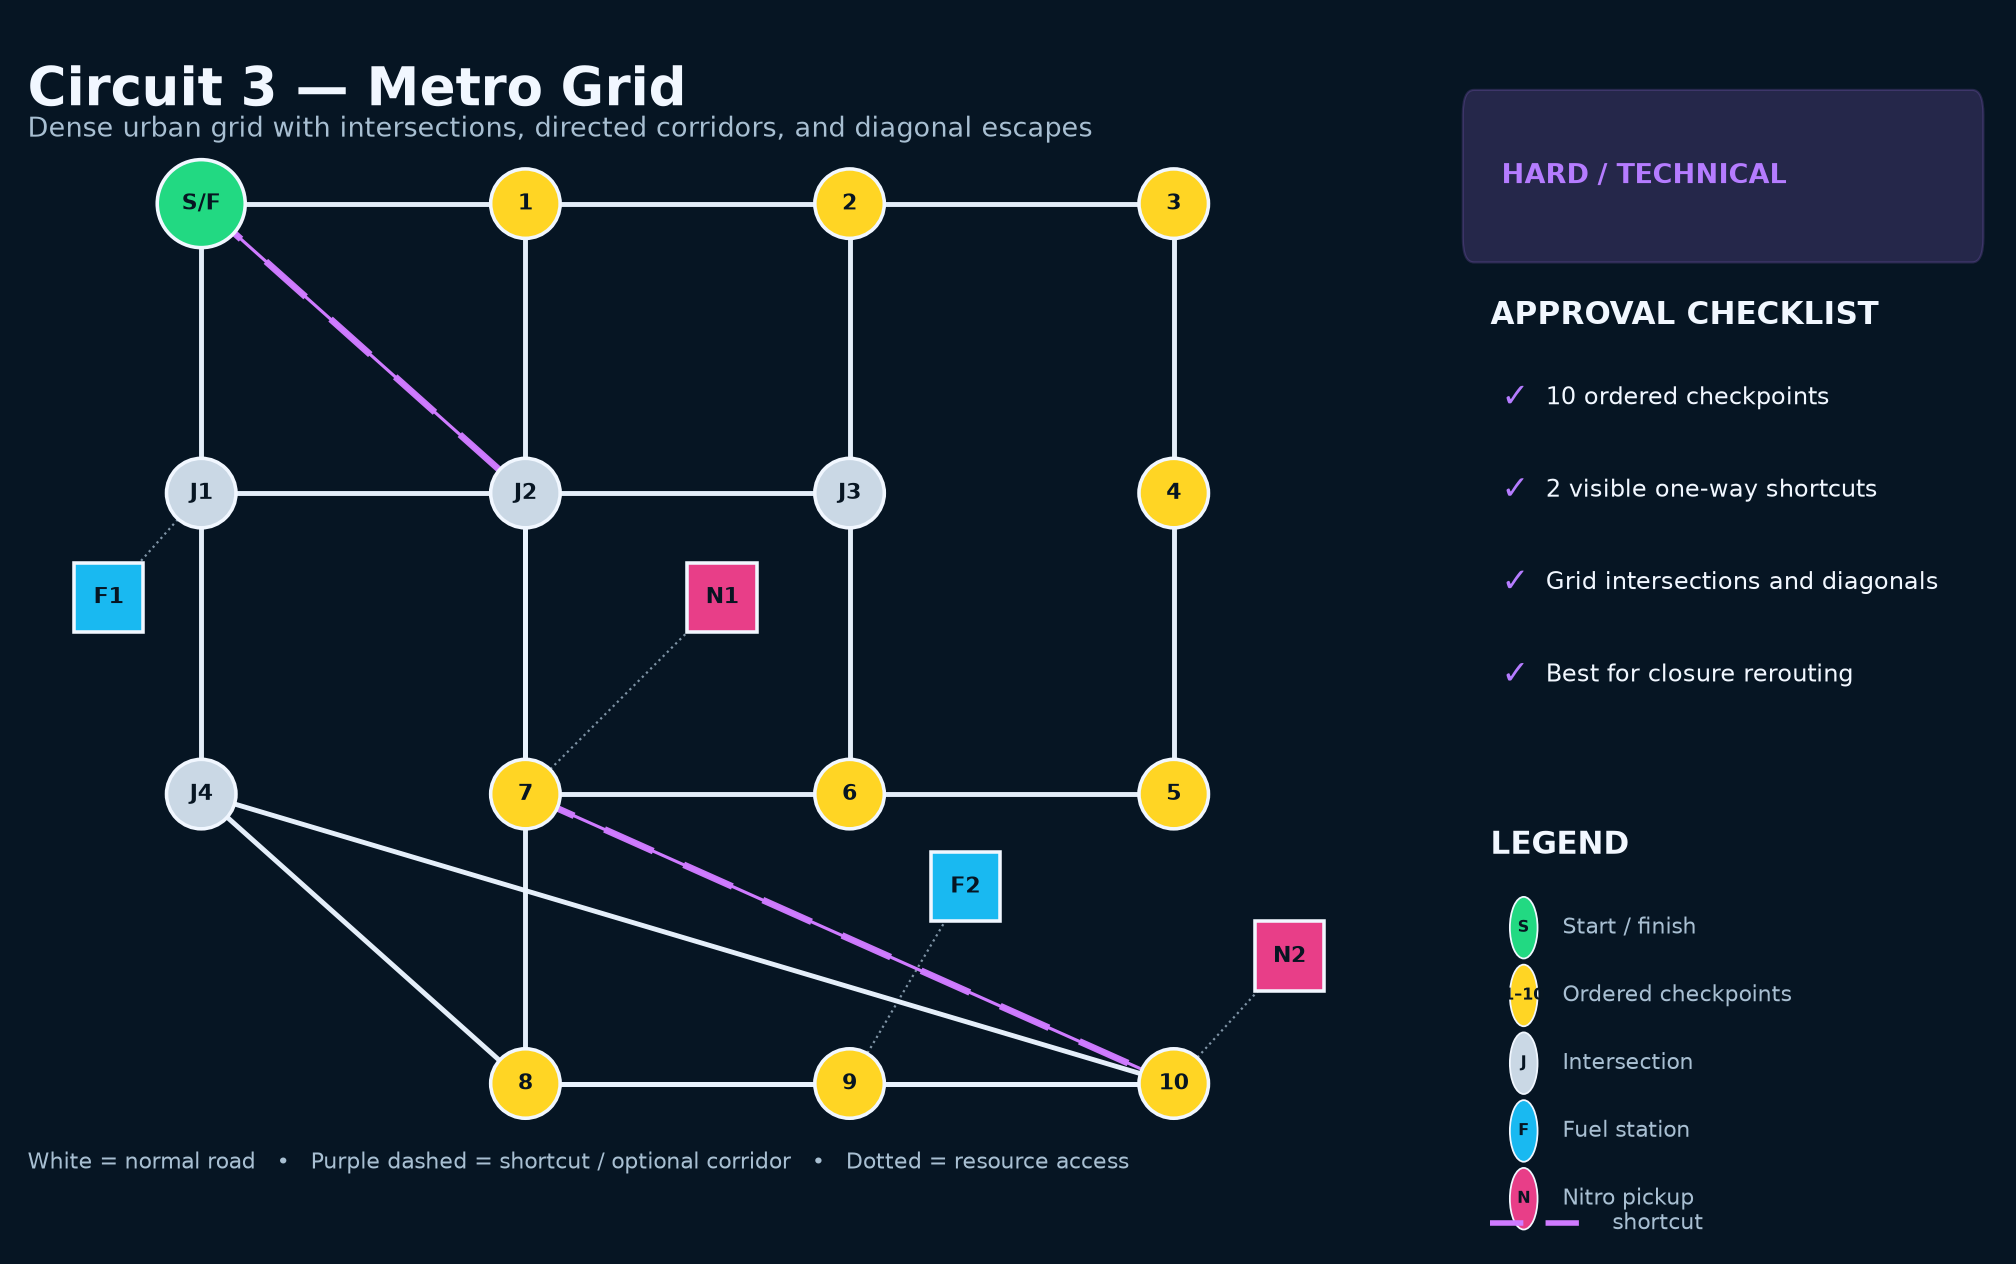 Circuit 3 — Metro Grid
Dense urban grid with intersections, directed corridors, and diagonal escapes
S/F
1
2
3
J1
J2
J3
4
F1
N1
J4
7
6
5
F2
N2
8
9
10
White = normal road • Purple dashed = shortcut / optional corridor • Dotted = resource access
HARD / TECHNICAL
APPROVAL CHECKLIST
✓ 10 ordered checkpoints
✓ 2 visible one-way shortcuts
✓ Grid intersections and diagonals
✓ Best for closure rerouting
LEGEND
S Start / finish
1–10 Ordered checkpoints
J Intersection
F Fuel station
N Nitro pickup
shortcut